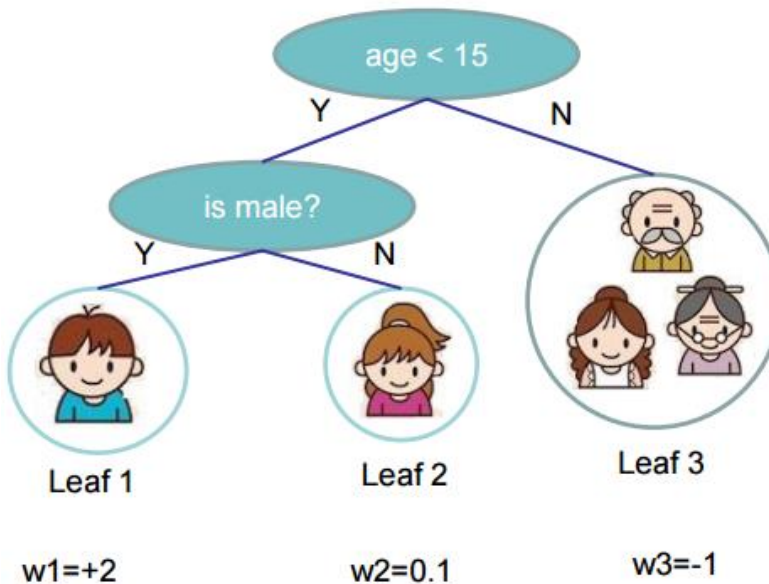 age < 15
Y
N
is male?
Y
N
Leaf 1
Leaf 2
Leaf 3
w1=+2
w2=0.1
w3=-1